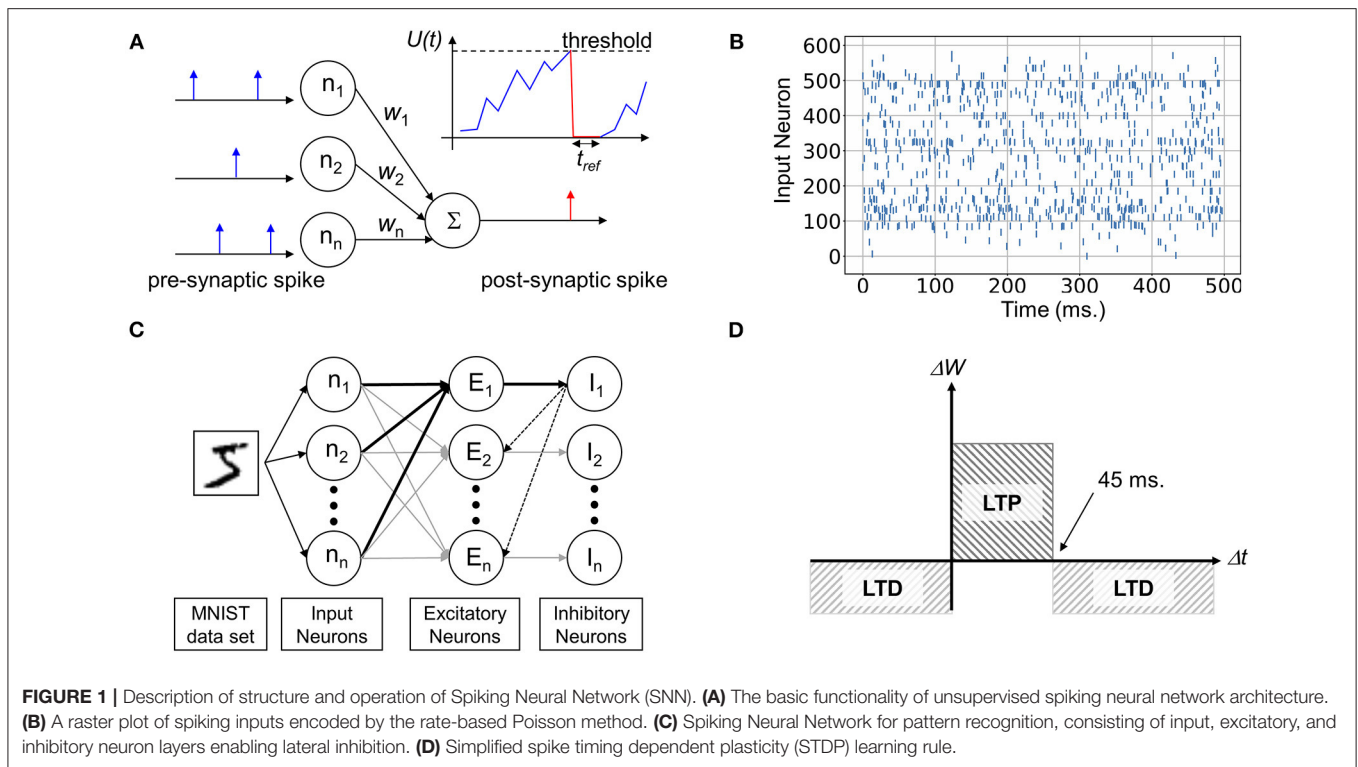 A
U(t)
threshold
n1
w1
tref
n2
w2
nn
wn
Σ
pre-synaptic spike
post-synaptic spike
B
Input Neuron
600
500
400
300
200
100
0
0 100 200 300 400 500
Time (ms.)
C
n1 E1 I1
n2 E2 I2
nn En In
MNIST data set
Input Neurons
Excitatory Neurons
Inhibitory Neurons
D
ΔW
LTP
45 ms.
Δt
LTD
LTD
FIGURE 1 | Description of structure and operation of Spiking Neural Network (SNN). (A) The basic functionality of unsupervised spiking neural network architecture.
(B) A raster plot of spiking inputs encoded by the rate-based Poisson method. (C) Spiking Neural Network for pattern recognition, consisting of input, excitatory, and
inhibitory neuron layers enabling lateral inhibition. (D) Simplified spike timing dependent plasticity (STDP) learning rule.